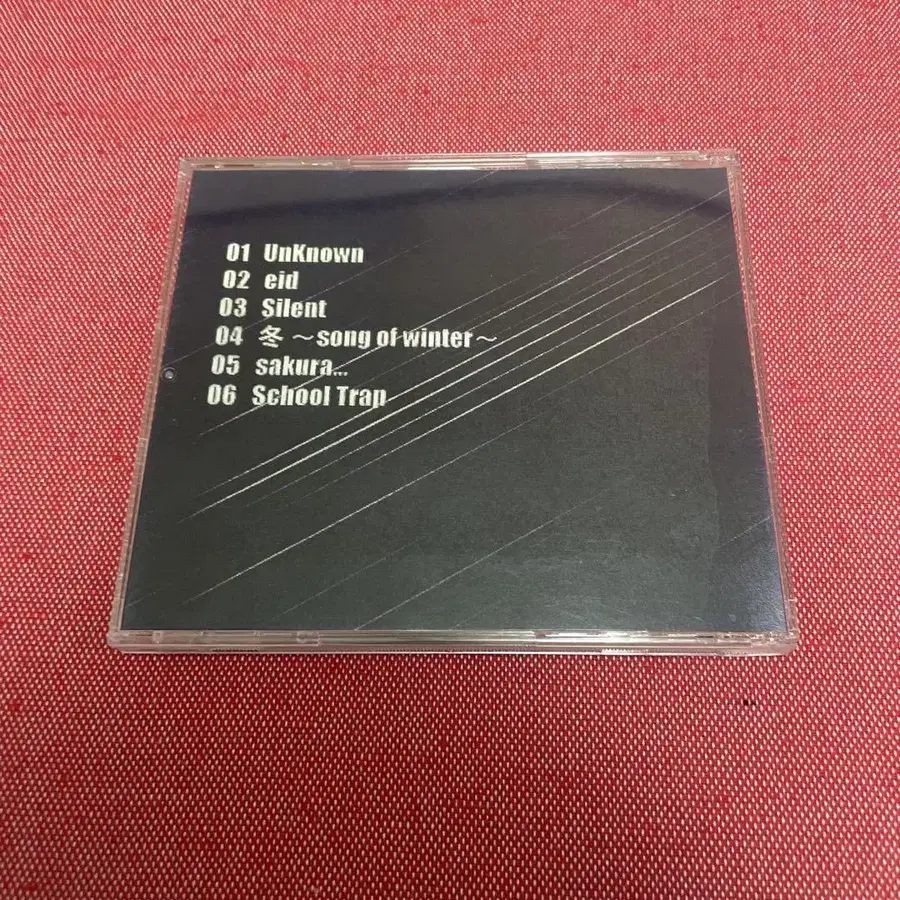 01 UnKnown
02 eid
03 Silent
04 冬 ～song of winter～
05 sakura...
06 School Trap